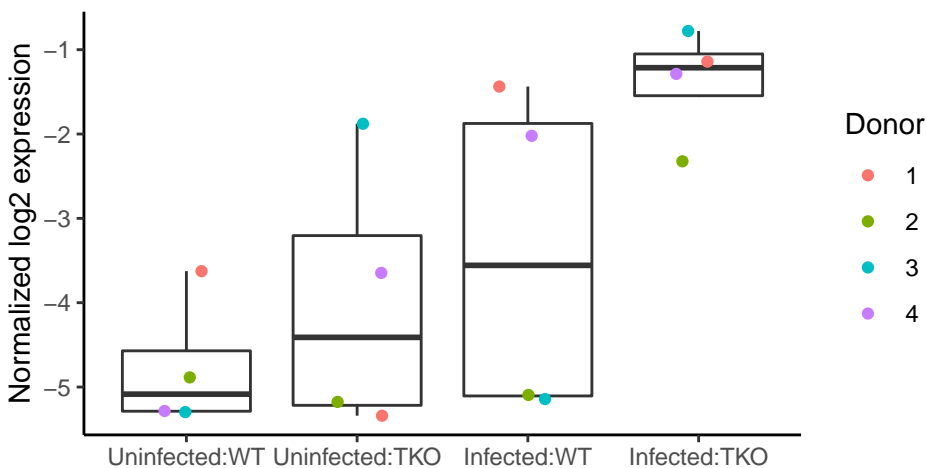 Normalized log2 expression
−1
−2
−3
−4
−5
Uninfected:WT
Uninfected:TKO
Infected:WT
Infected:TKO
Donor
1
2
3
4